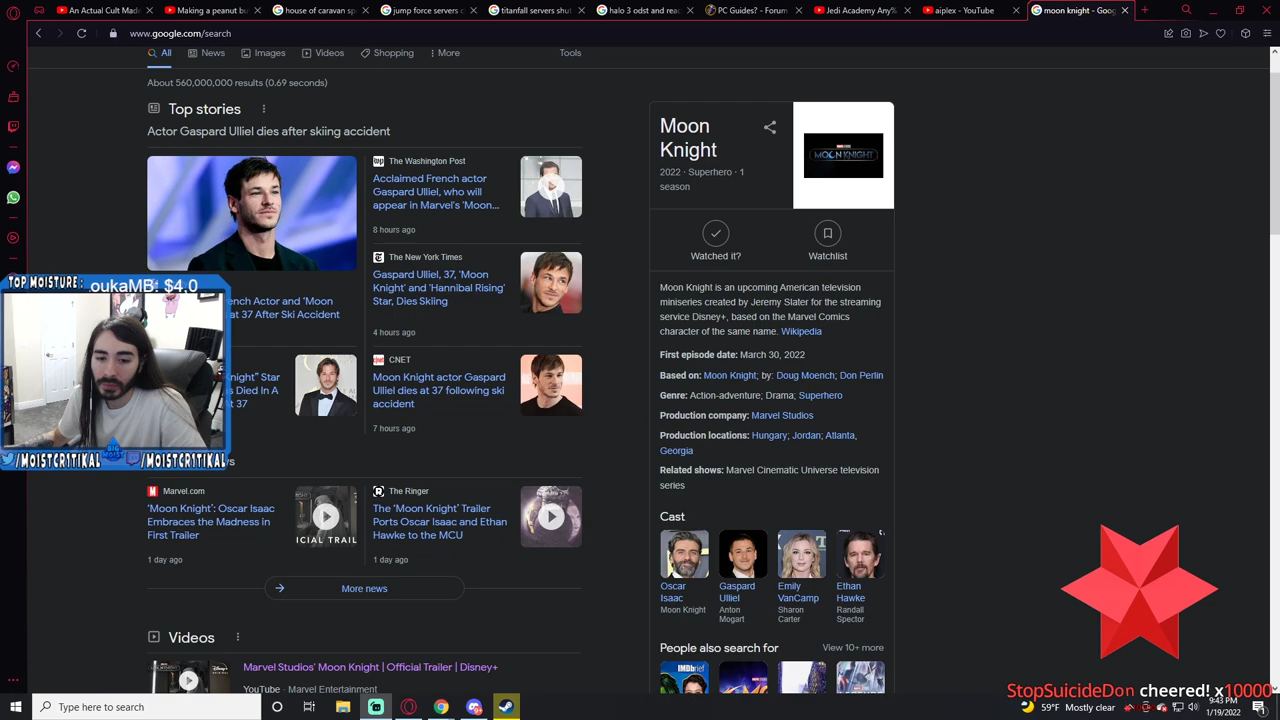 An Actual Cult Made
Making a peanut bu
house of caravan sp
jump force servers c
titanfall servers shut
halo 3 odst and reac
PC Guides? - Forum
Jedi Academy Any%
aiplex - YouTube
moon knight - Goog
www.google.com/search
All
News
Images
Videos
Shopping
More
Tools
About 560,000,000 results (0.69 seconds)
Top stories
Actor Gaspard Ulliel dies after skiing accident
The Washington Post
Acclaimed French actor
Gaspard Ulliel, who will
appear in Marvel's 'Moon...
8 hours ago
The New York Times
Gaspard Ulliel, 37, 'Moon
Knight' and 'Hannibal Rising'
Star, Dies Skiing
4 hours ago
ench Actor and 'Moon
at 37 After Ski Accident
CNET
Moon Knight actor Gaspard
Ulliel dies at 37 following ski
accident
7 hours ago
Knight" Star
s Died In A
t 37
TOP MOISTURE:
oukaMB: $4.0
BIG MOIST
/MOISTCR1TIKAL
/MOISTCR1TIKAL
Marvel.com
'Moon Knight': Oscar Isaac
Embraces the Madness in
First Trailer
1 day ago
ICIAL TRAIL
The Ringer
The 'Moon Knight' Trailer
Ports Oscar Isaac and Ethan
Hawke to the MCU
1 day ago
More news
Videos
Marvel Studios' Moon Knight | Official Trailer | Disney+
YouTube · Marvel Entertainment
Moon
Knight
2022 · Superhero · 1
season
MOON KNIGHT
Watched it?
Watchlist
Moon Knight is an upcoming American television
miniseries created by Jeremy Slater for the streaming
service Disney+, based on the Marvel Comics
character of the same name. Wikipedia
First episode date: March 30, 2022
Based on: Moon Knight; by: Doug Moench; Don Perlin
Genre: Action-adventure; Drama; Superhero
Production company: Marvel Studios
Production locations: Hungary; Jordan; Atlanta,
Georgia
Related shows: Marvel Cinematic Universe television
series
Cast
Oscar
Isaac
Moon Knight
Gaspard
Ulliel
Anton
Mogart
Emily
VanCamp
Sharon
Carter
Ethan
Hawke
Randall
Spector
People also search for
View 10+ more
IMDbrief
StopSuicideDon cheered! x10000
Type here to search
59°F Mostly clear
9:43 PM
1/19/2022